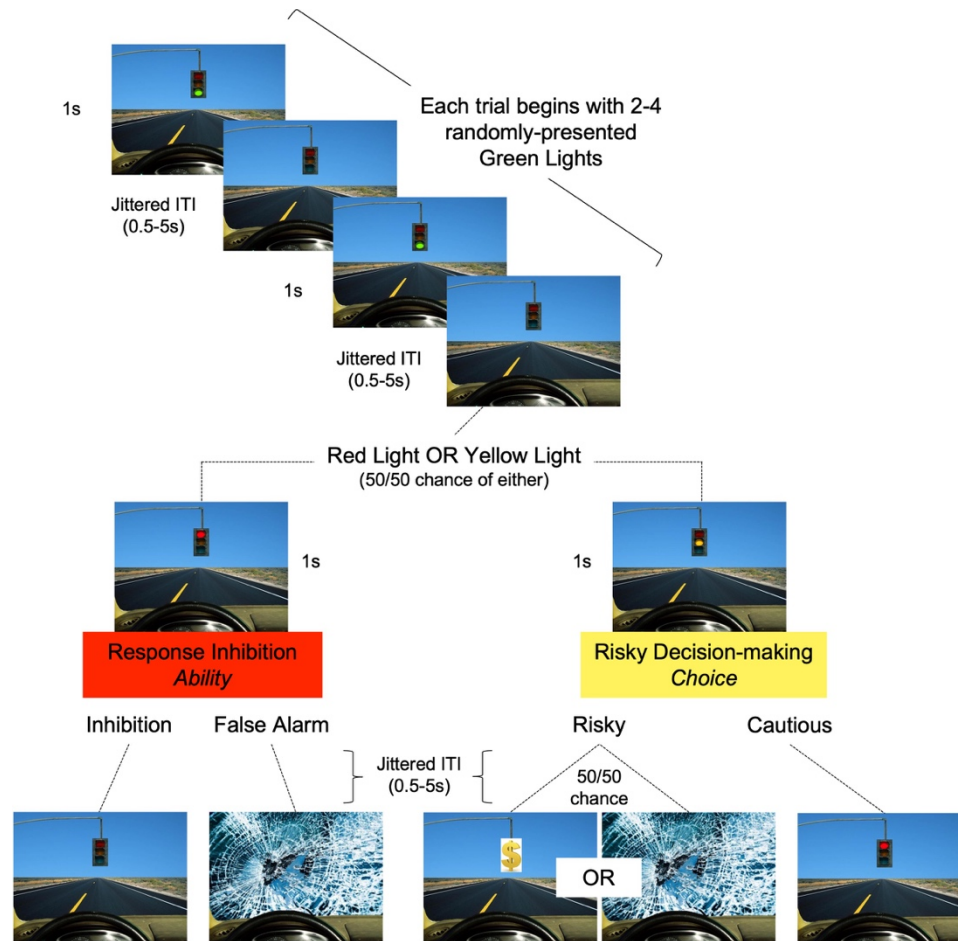 1s
Each trial begins with 2-4
randomly-presented
Green Lights
Jittered ITI
(0.5-5s)
1s
Jittered ITI
(0.5-5s)
Red Light OR Yellow Light
(50/50 chance of either)
1s
1s
Response Inhibition
Ability
Risky Decision-making
Choice
Inhibition
False Alarm
Risky
Cautious
Jittered ITI
(0.5-5s)
50/50
chance
$
OR